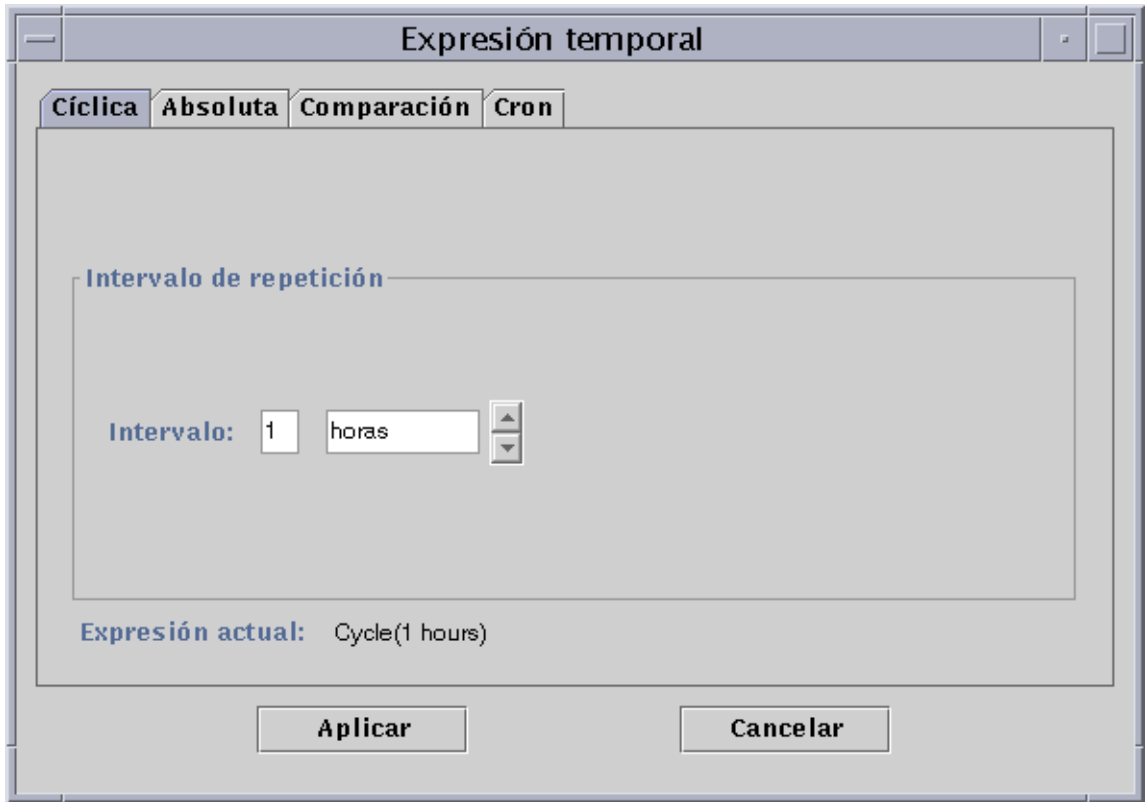 Expresión temporal
Cíclica Absoluta Comparación Cron
Intervalo de repetición
Intervalo: 1 horas
Expresión actual: Cycle(1 hours)
Aplicar Cancelar